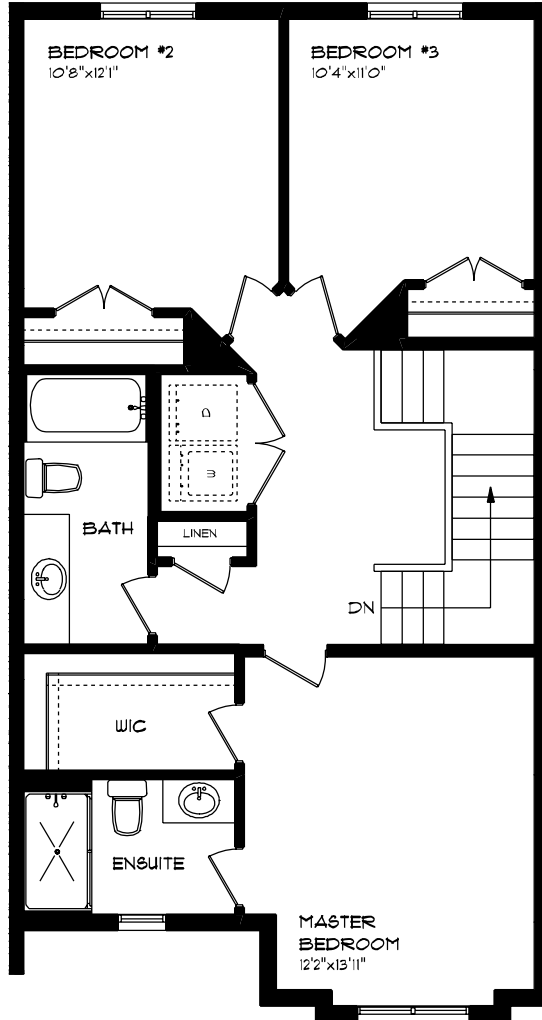 BEDROOM #2
10'8"x12'1"
BEDROOM #3
10'4"x11'0"
D
W
LINEN
BATH
DN
WIC
ENSUITE
MASTER
BEDROOM
12'2"x13'11"